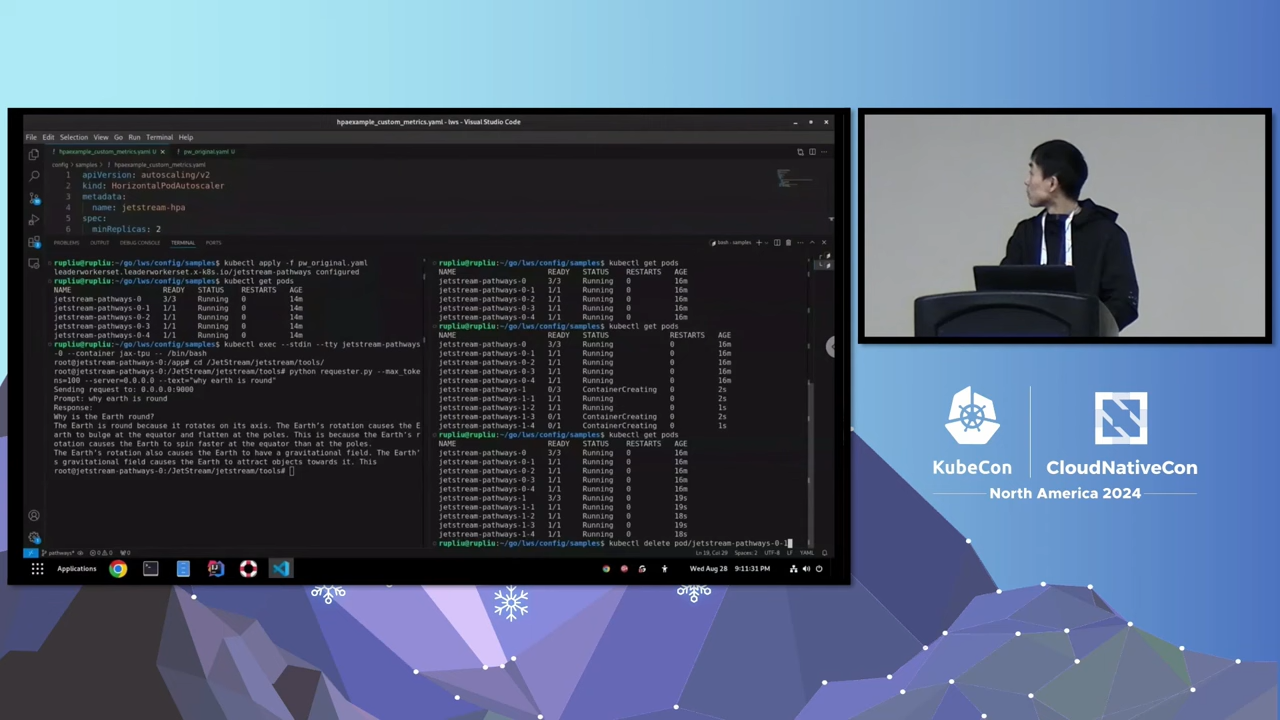 hpaexample_custom_metrics.yaml - lws - Visual Studio Code
File Edit Selection View Go Run Terminal Help
hpaexample_custom_metrics.yaml U pw_original.yaml U
config > samples > hpaexample_custom_metrics.yaml
1 apiVersion: autoscaling/v2
2 kind: HorizontalPodAutoscaler
3 metadata:
4 name: jetstream-hpa
5 spec:
6 minReplicas: 2
PROBLEMS OUTPUT DEBUG CONSOLE TERMINAL PORTS
bash - samples
rupliu@rupliu:~/go/lws/config/samples$ kubectl apply -f pw_original.yaml
leaderworkerset.leaderworkerset.x-k8s.io/jetstream-pathways configured
rupliu@rupliu:~/go/lws/config/samples$ kubectl get pods
NAME READY STATUS RESTARTS AGE
jetstream-pathways-0 3/3 Running 0 14m
jetstream-pathways-0-1 1/1 Running 0 14m
jetstream-pathways-0-2 1/1 Running 0 14m
jetstream-pathways-0-3 1/1 Running 0 14m
jetstream-pathways-0-4 1/1 Running 0 14m
rupliu@rupliu:~/go/lws/config/samples$ kubectl exec --stdin --tty jetstream-pathways
-0 --container jax-tpu -- /bin/bash
root@jetstream-pathways-0:/app# cd /JetStream/jetstream/tools/
root@jetstream-pathways-0:/JetStream/jetstream/tools# python requester.py --max_toke
ns=100 --server=0.0.0.0 --text="why earth is round"
Sending request to: 0.0.0.0:9000
Prompt: why earth is round
Response:
Why is the Earth round?
The Earth is round because it rotates on its axis. The Earth's rotation causes the E
arth to bulge at the equator and flatten at the poles. This is because the Earth's r
otation causes the Earth to spin faster at the equator than at the poles.
The Earth's rotation also causes the Earth to have a gravitational field. The Earth'
s gravitational field causes the Earth to attract objects towards it. This
root@jetstream-pathways-0:/JetStream/jetstream/tools#
rupliu@rupliu:~/go/lws/config/samples$ kubectl get pods
NAME READY STATUS RESTARTS AGE
jetstream-pathways-0 3/3 Running 0 16m
jetstream-pathways-0-1 1/1 Running 0 16m
jetstream-pathways-0-2 1/1 Running 0 16m
jetstream-pathways-0-3 1/1 Running 0 16m
jetstream-pathways-0-4 1/1 Running 0 16m
rupliu@rupliu:~/go/lws/config/samples$ kubectl get pods
NAME READY STATUS RESTARTS AGE
jetstream-pathways-0 3/3 Running 0 16m
jetstream-pathways-0-1 1/1 Running 0 16m
jetstream-pathways-0-2 1/1 Running 0 16m
jetstream-pathways-0-3 1/1 Running 0 16m
jetstream-pathways-0-4 1/1 Running 0 16m
jetstream-pathways-1 0/3 ContainerCreating 0 2s
jetstream-pathways-1-1 1/1 Running 0 2s
jetstream-pathways-1-2 1/1 Running 0 1s
jetstream-pathways-1-3 0/1 ContainerCreating 0 2s
jetstream-pathways-1-4 0/1 ContainerCreating 0 1s
rupliu@rupliu:~/go/lws/config/samples$ kubectl get pods
NAME READY STATUS RESTARTS AGE
jetstream-pathways-0 3/3 Running 0 16m
jetstream-pathways-0-1 1/1 Running 0 16m
jetstream-pathways-0-2 1/1 Running 0 16m
jetstream-pathways-0-3 1/1 Running 0 16m
jetstream-pathways-0-4 1/1 Running 0 16m
jetstream-pathways-1 3/3 Running 0 19s
jetstream-pathways-1-1 1/1 Running 0 19s
jetstream-pathways-1-2 1/1 Running 0 18s
jetstream-pathways-1-3 1/1 Running 0 19s
jetstream-pathways-1-4 1/1 Running 0 18s
rupliu@rupliu:~/go/lws/config/samples$ kubectl delete pod/jetstream-pathways-0-1
pathways* 0 0 0 Ln 19, Col 29 Spaces: 2 UTF-8 LF YAML
Applications Wed Aug 28 9:11:31 PM
KubeCon CloudNativeCon
North America 2024